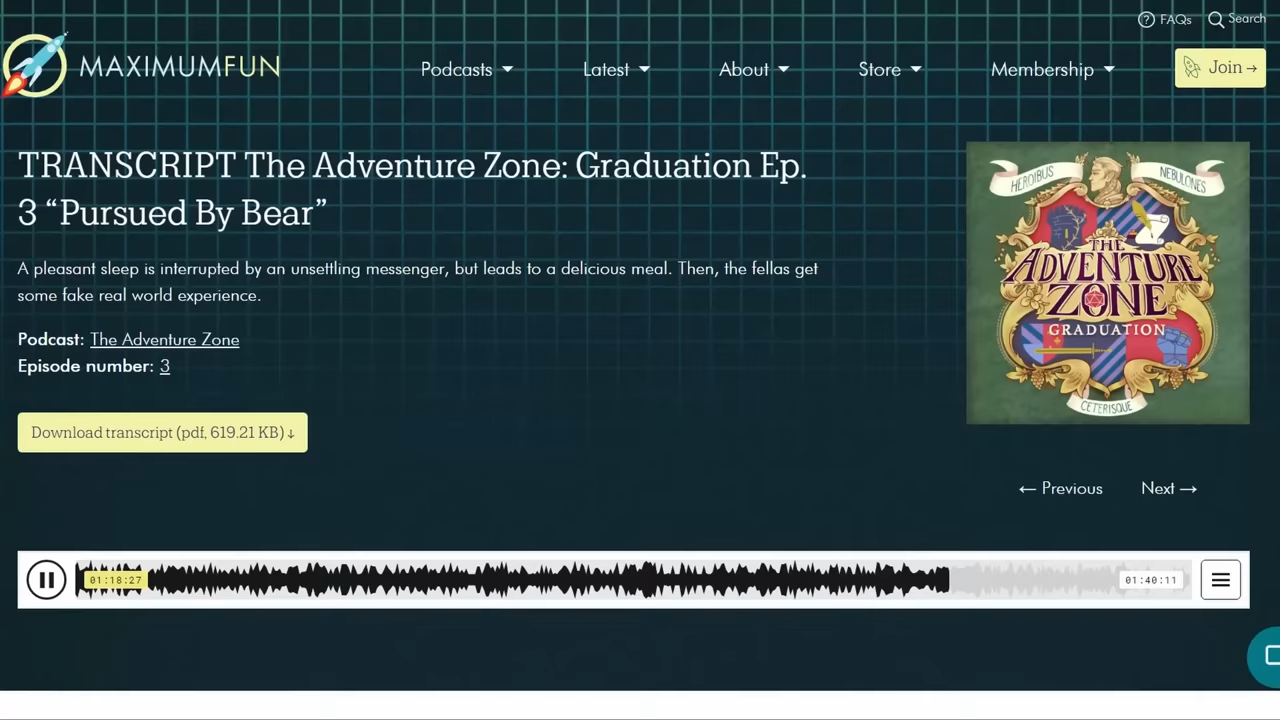 FAQs
Search
MAXIMUMFUN
Podcasts
Latest
About
Store
Membership
Join →
TRANSCRIPT The Adventure Zone: Graduation Ep.
3 “Pursued By Bear”
A pleasant sleep is interrupted by an unsettling messenger, but leads to a delicious meal. Then, the fellas get
some fake real world experience.
Podcast: The Adventure Zone
Episode number: 3
Download transcript (pdf, 619.21 KB) ↓
HEROIBUS
NEBULONES
THE
ADVENTURE
ZONE
GRADUATION
CETERISQUE
← Previous
Next →
01:18:27
01:40:11